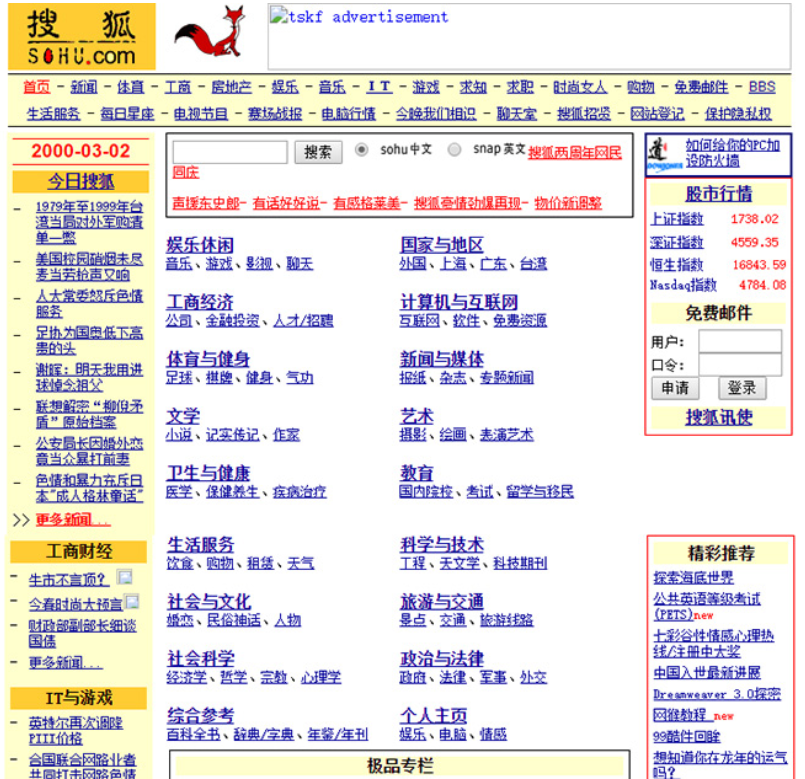 搜 狐
SOHU.com
tskf advertisement
首页 - 新闻 - 体育 - 工商 - 房地产 - 娱乐 - 音乐 - I T - 游戏 - 求知 - 求职 - 时尚女人 - 购物 - 免费邮件 - BBS
生活服务 - 每日星座 - 电视节目 - 赛场战报 - 电脑行情 - 今晚我们相识 - 聊天室 - 搜狐招贤 - 网站登记 - 保护隐私权
2000-03-02
今日搜狐
- 1979年至1999年台
湾当局对外军购清
单一瞥
- 美国校园硝烟未尽
麦当劳枪声又响
- 人大常委怒斥色情
服务
- 足协为国奥低下高
贵的头
- 谢晖：明天我用进
球悼念祖父
- 联想解密“柳倪矛
盾”原始档案
- 公安局长因婚外恋
竟当众暴打前妻
- 色情和暴力充斥日
本“成人格林童话”
>> 更多新闻...
工商财经
- 牛市不言顶？
- 今春时尚大预言
- 财政部副部长细谈
国债
- 更多新闻...
IT与游戏
- 英特尔再次调降
PIII价格
- 合国联合网路业者
共同打击网路色情
搜索 sohu中文 snap英文 搜狐两周年网民
同庆
声援东史郎- 有话好好说- 有感格莱美- 搜狐豪情劲爆再现- 物价新调整
娱乐休闲
音乐、游戏、影视、聊天
国家与地区
外国、上海、广东、台湾
工商经济
公司、金融投资、人才/招聘
计算机与互联网
互联网、软件、免费资源
体育与健身
足球、棋牌、健身、气功
新闻与媒体
报纸、杂志、专题新闻
文学
小说、记实传记、作家
艺术
摄影、绘画、表演艺术
卫生与健康
医学、保健养生、疾病治疗
教育
国内院校、考试、留学与移民
生活服务
饮食、购物、租赁、天气
科学与技术
工程、天文学、科技期刊
社会与文化
婚恋、民俗神话、人物
旅游与交通
景点、交通、旅游线路
社会科学
经济学、哲学、宗教、心理学
政治与法律
政府、法律、军事、外交
综合参考
百科全书、辞典/字典、年鉴/年刊
个人主页
娱乐、电脑、情感
极品专栏
如何给你的PC加
设防火墙
股市行情
上证指数 1738.02
深证指数 4559.35
恒生指数 16843.59
Nasdaq指数 4784.08
免费邮件
用户：
口令：
申请 登录
搜狐讯使
精彩推荐
探索海底世界
公共英语等级考试
(PETS)new
七彩谷性情感心理热
线/注册中大奖
中国入世最新进展
Dreamweaver 3.0探密
网猴教程 new
99酷件回眸
想知道你在龙年的运气
吗？